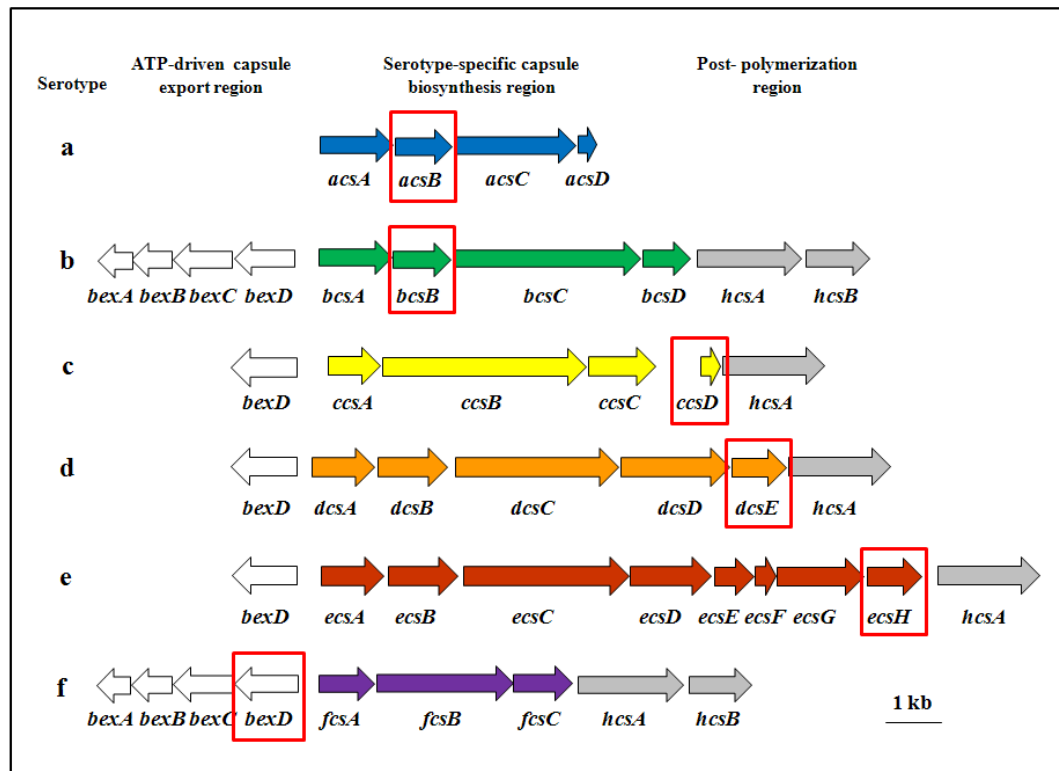 Serotype
ATP-driven capsule
export region
Serotype-specific capsule
biosynthesis region
Post- polymerization
region
a
acsA acsB acsC acsD
b
bexA bexB bexC bexD bcsA bcsB bcsC bcsD hcsA hcsB
c
bexD ccsA ccsB ccsC ccsD hcsA
d
bexD dcsA dcsB dcsC dcsD dcsE hcsA
e
bexD ecsA ecsB ecsC ecsD ecsE ecsF ecsG ecsH hcsA
f
bexA bexB bexC bexD fcsA fcsB fcsC hcsA hcsB
1 kb